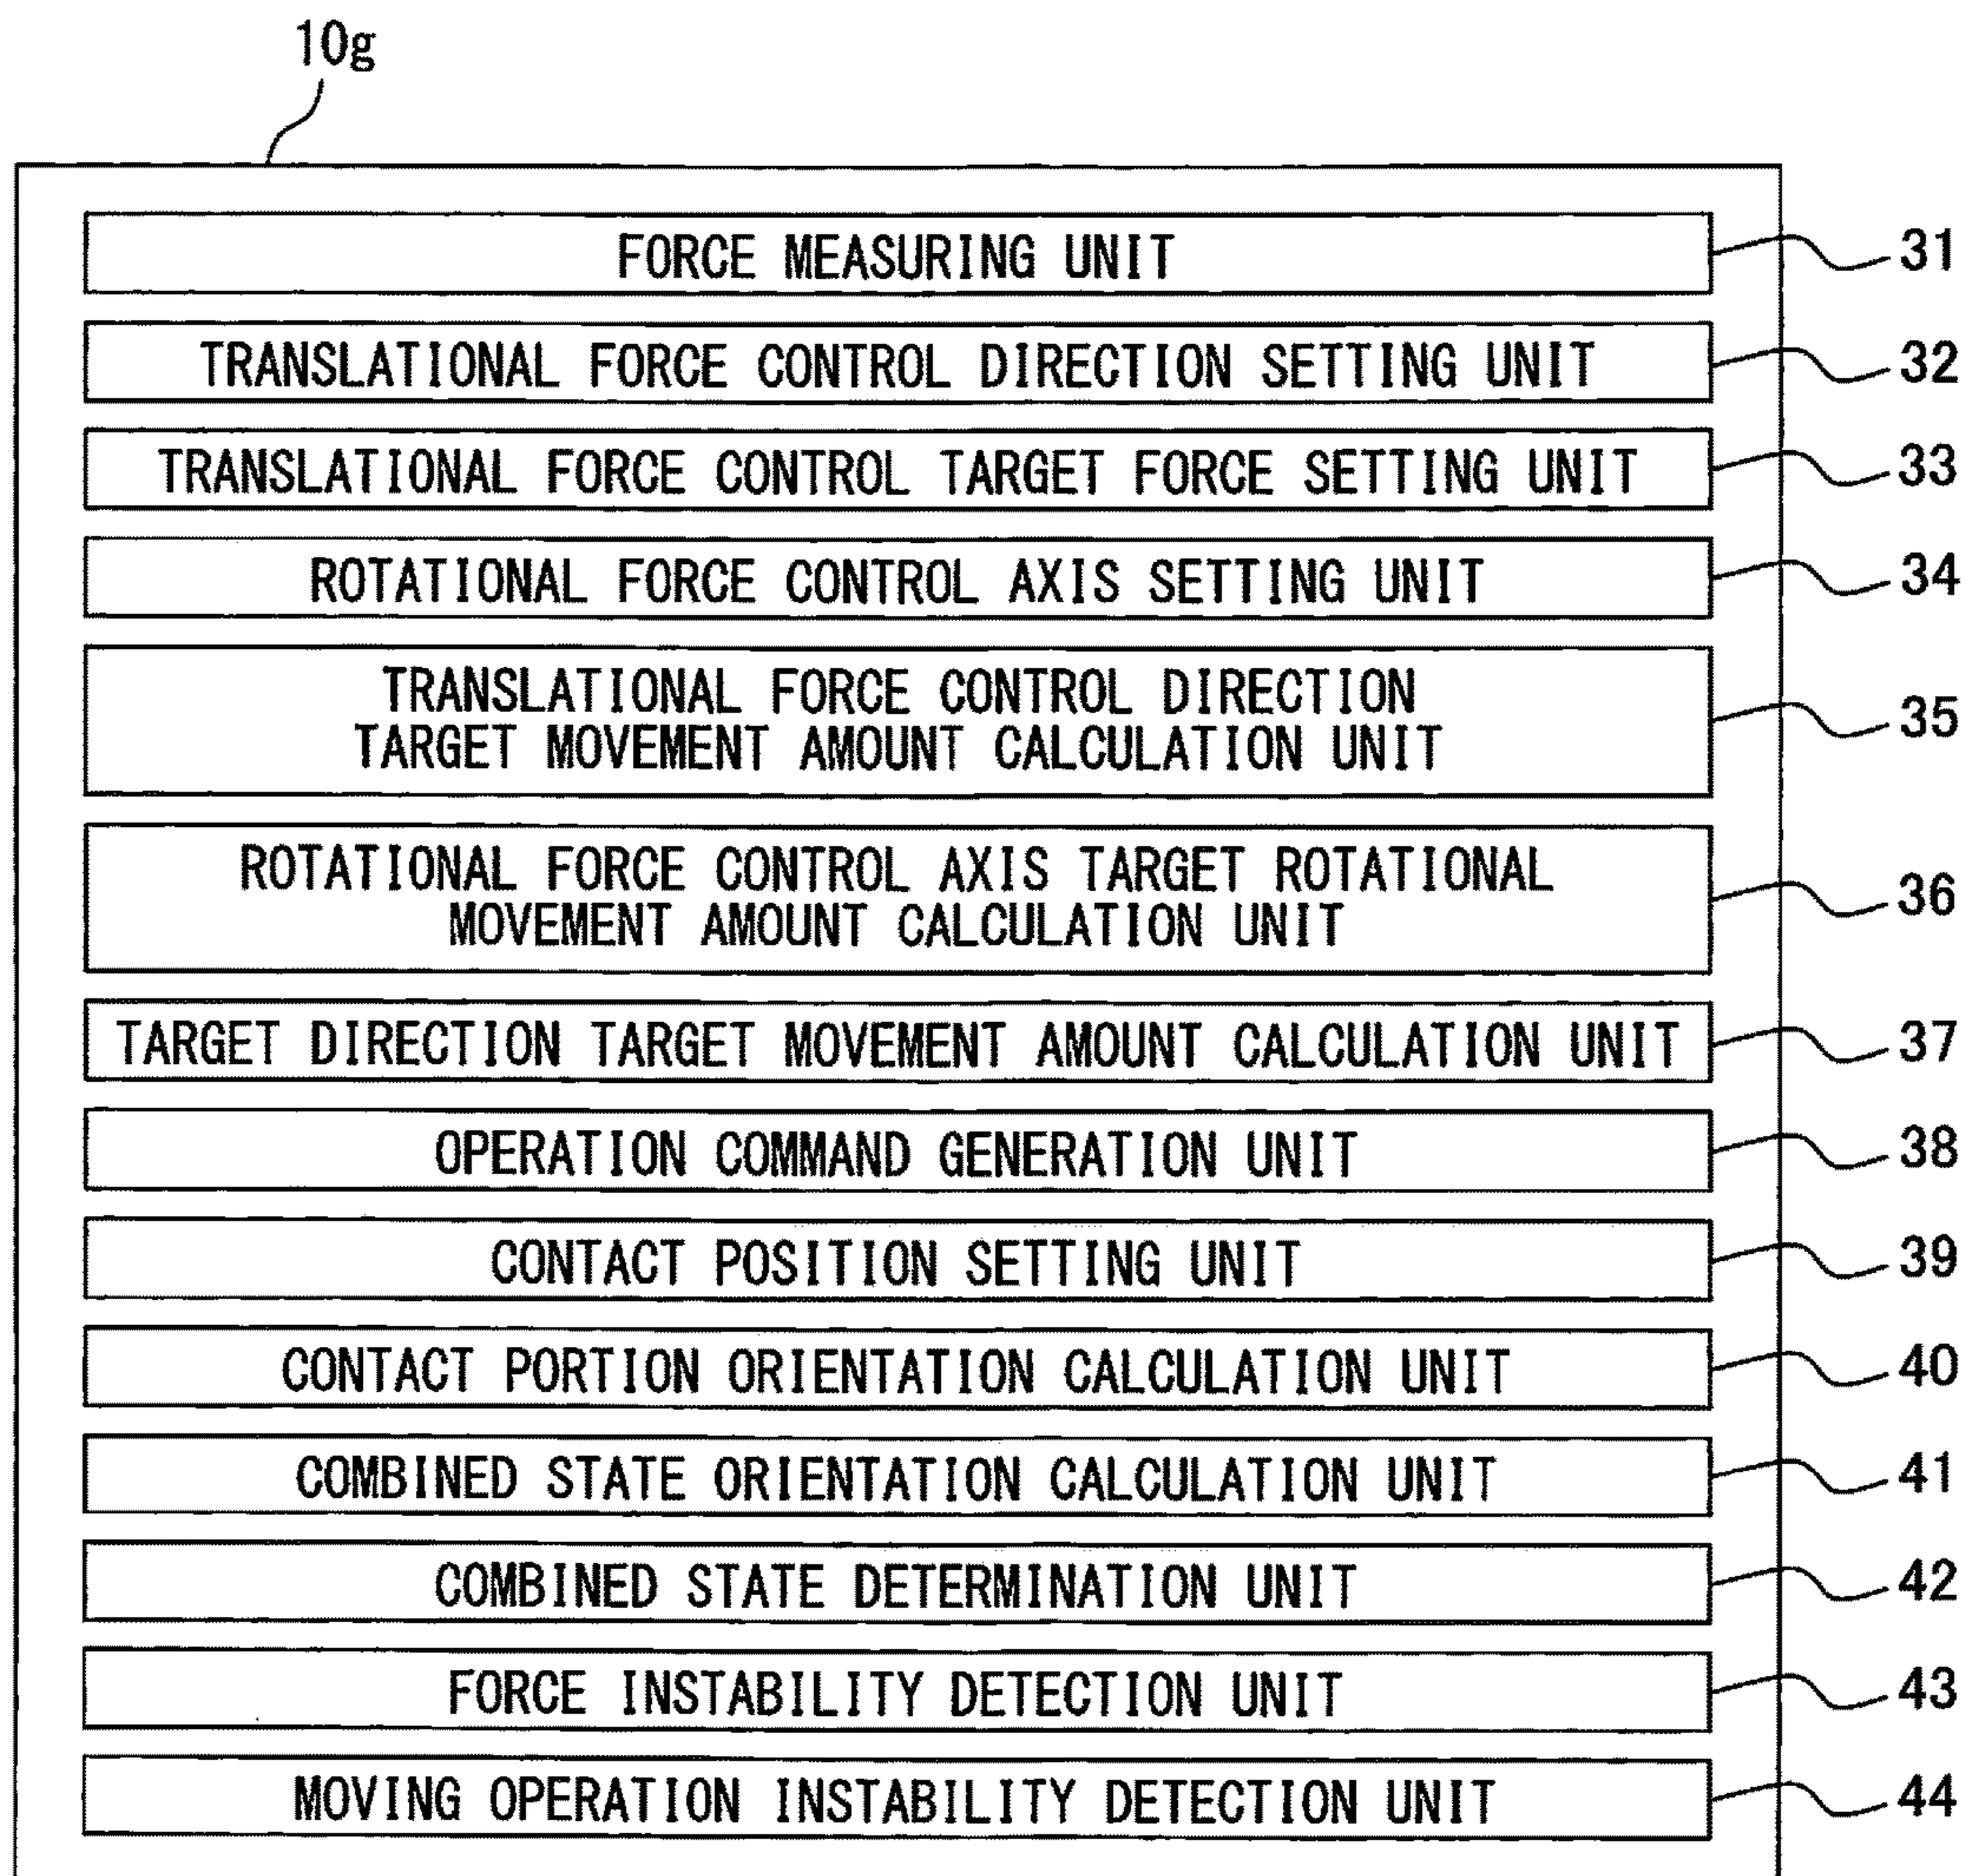 10g
FORCE MEASURING UNIT 31
TRANSLATIONAL FORCE CONTROL DIRECTION SETTING UNIT 32
TRANSLATIONAL FORCE CONTROL TARGET FORCE SETTING UNIT 33
ROTATIONAL FORCE CONTROL AXIS SETTING UNIT 34
TRANSLATIONAL FORCE CONTROL DIRECTION
TARGET MOVEMENT AMOUNT CALCULATION UNIT 35
ROTATIONAL FORCE CONTROL AXIS TARGET ROTATIONAL
MOVEMENT AMOUNT CALCULATION UNIT 36
TARGET DIRECTION TARGET MOVEMENT AMOUNT CALCULATION UNIT 37
OPERATION COMMAND GENERATION UNIT 38
CONTACT POSITION SETTING UNIT 39
CONTACT PORTION ORIENTATION CALCULATION UNIT 40
COMBINED STATE ORIENTATION CALCULATION UNIT 41
COMBINED STATE DETERMINATION UNIT 42
FORCE INSTABILITY DETECTION UNIT 43
MOVING OPERATION INSTABILITY DETECTION UNIT 44